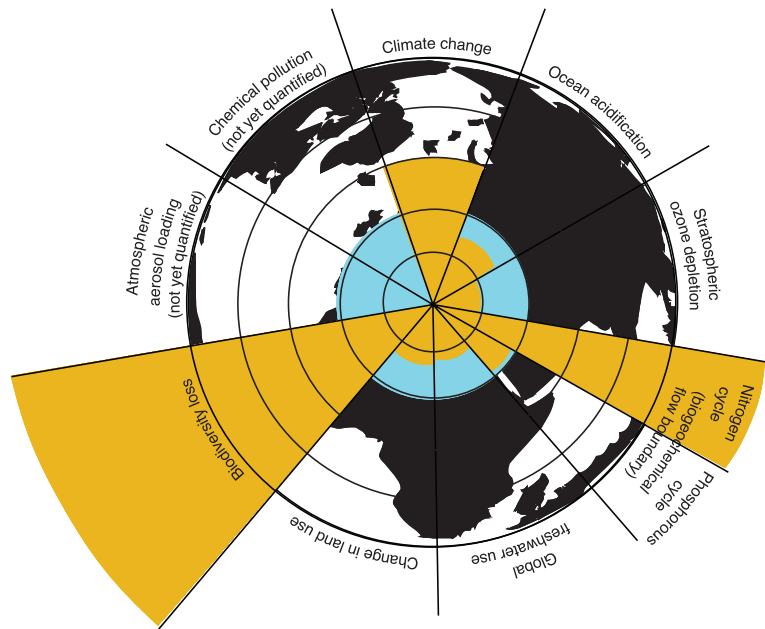 Climate change
Ocean acidification
Stratospheric
ozone depletion
Nitrogen
cycle
(biogeochemical
flow boundary)
Phosphorous
cycle
Global
freshwater use
Change in land use
Biodiversity loss
Atmospheric
aerosol loading
(not yet quantified)
Chemical pollution
(not yet quantified)